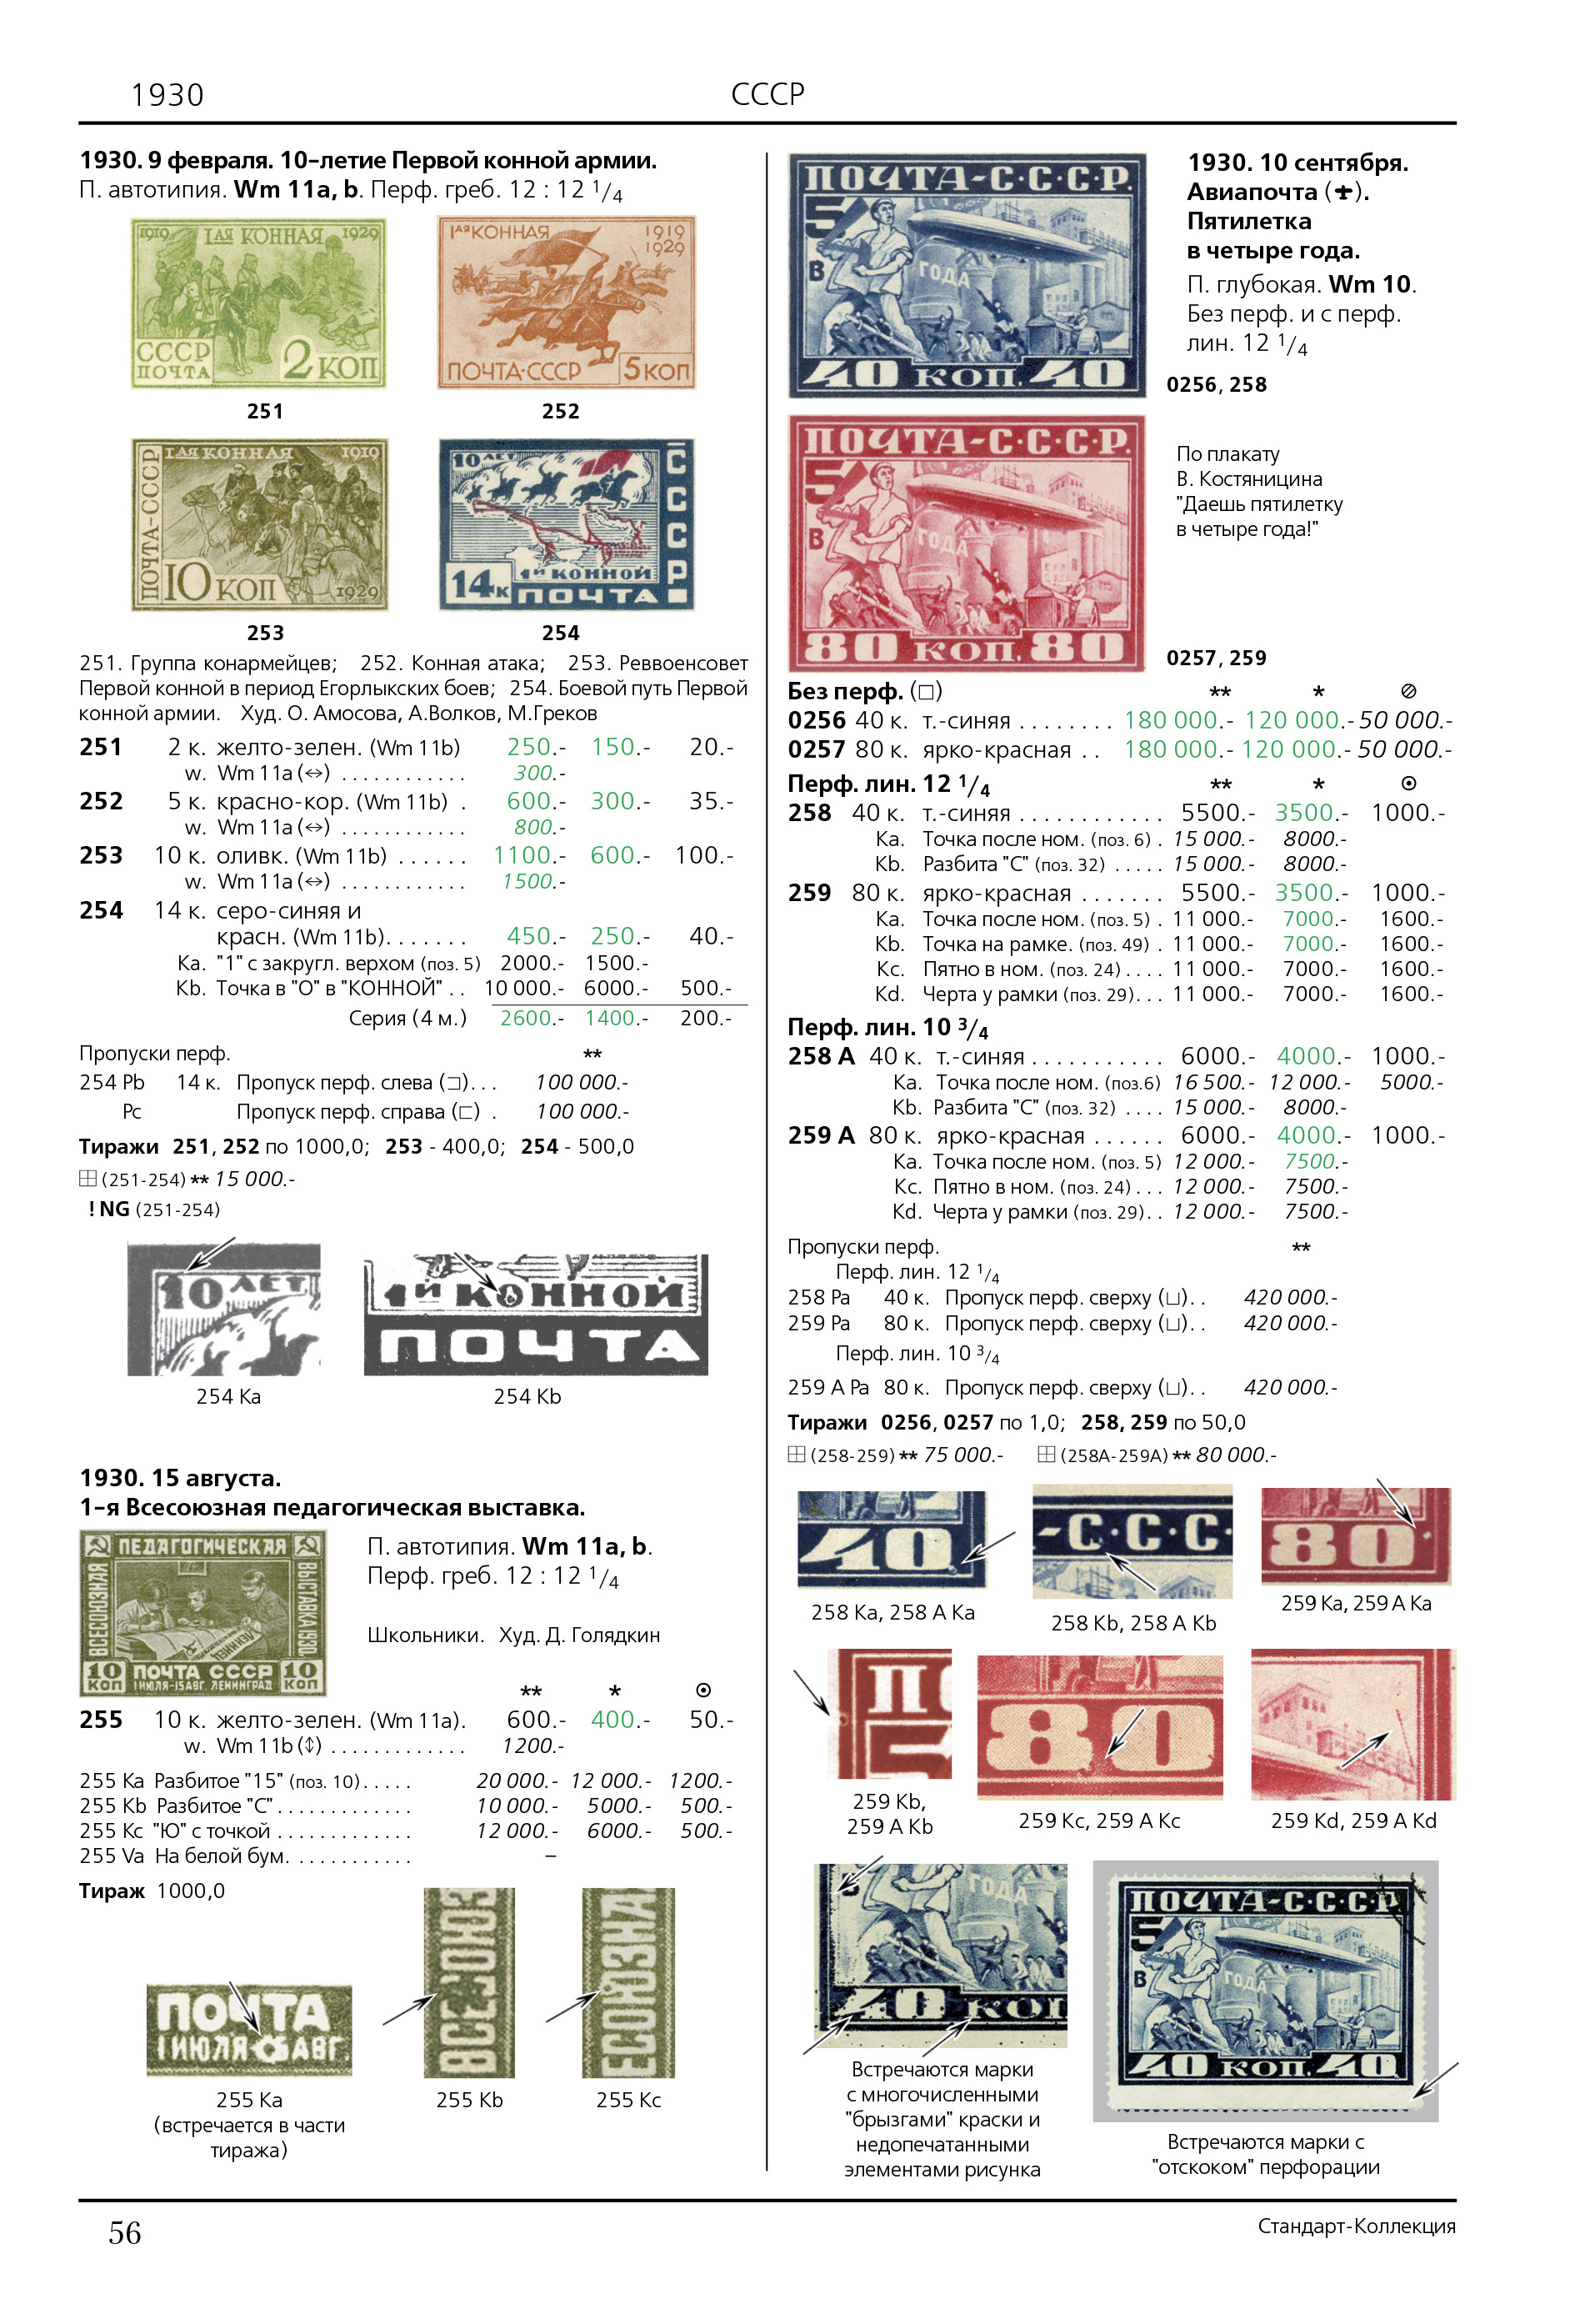 1930
СССР
1930. 9 февраля. 10–летие Первой конной армии.
П. автотипия. Wm 11a, b. Перф. греб. 12 : 12 1/4
1919 IАЯ КОННАЯ 1929
СССР
ПОЧТА 2 КОП
251
IАЯ КОННАЯ 1919
1929
ПОЧТА·СССР 5 КОП
252
ПОЧТА-СССР
IАЯ КОННАЯ 1919
10 КОП 1929
253
10 ЛЕТ
СССР
1Й КОННОЙ
14к ПОЧТА
254
251. Группа конармейцев; 252. Конная атака; 253. Реввоенсовет
Первой конной в период Егорлыкских боев; 254. Боевой путь Первой
конной армии. Худ. О. Амосова, А.Волков, М.Греков
251 2 к. желто-зелен. (Wm 11b) 250.- 150.- 20.-
w. Wm 11a (↔) . . . . . . . . . . . . 300.-
252 5 к. красно-кор. (Wm 11b) . 600.- 300.- 35.-
w. Wm 11a (↔) . . . . . . . . . . . . 800.-
253 10 к. оливк. (Wm 11b) . . . . . . 1100.- 600.- 100.-
w. Wm 11a (↔) . . . . . . . . . . . . 1500.-
254 14 к. серо-синяя и
красн. (Wm 11b). . . . . . . 450.- 250.- 40.-
Ka. "1" с закругл. верхом (поз. 5) 2000.- 1500.-
Kb. Точка в "О" в "КОННОЙ" . . 10 000.- 6000.- 500.-
Серия (4 м.) 2600.- 1400.- 200.-
Пропуски перф. **
254 Pb 14 к. Пропуск перф. слева (⊐). . . 100 000.-
Pc Пропуск перф. справа (⊏) . 100 000.-
Тиражи 251, 252 по 1000,0; 253 - 400,0; 254 - 500,0
⊞ (251-254) ** 15 000.-
! NG (251-254)
10 ЛЕТ
254 Ka
1Й КОННОЙ
ПОЧТА
254 Kb
1930. 15 августа.
1–я Всесоюзная педагогическая выставка.
ПЕДАГОГИЧЕСКАЯ
ВСЕСОЮЗНАЯ
ВЫСТАВКА 1930
10 КОП ПОЧТА СССР 10 КОП
1 ИЮЛЯ-15 АВГ. ЛЕНИНГРАД
П. автотипия. Wm 11a, b.
Перф. греб. 12 : 12 1/4
Школьники. Худ. Д. Голядкин
** * ⊙
255 10 к. желто-зелен. (Wm 11a). 600.- 400.- 50.-
w. Wm 11b (↕) . . . . . . . . . . . . . 1200.-
255 Ka Разбитое "15" (поз. 10). . . . . 20 000.- 12 000.- 1200.-
255 Kb Разбитое "С". . . . . . . . . . . . . 10 000.- 5000.- 500.-
255 Kc "Ю" с точкой . . . . . . . . . . . . . 12 000.- 6000.- 500.-
255 Va На белой бум. . . . . . . . . . . . –
Тираж 1000,0
ПОЧТА
1 ИЮЛЯ АВГ
255 Ka
(встречается в части
тиража)
ВСЕСОЮЗ
255 Kb
ЕСОЮЗНА
255 Kc
ПОЧТА-С·С·С·Р.
5
В ГОДА
40 КОП. 40
1930. 10 сентября.
Авиапочта (✈).
Пятилетка
в четыре года.
П. глубокая. Wm 10.
Без перф. и с перф.
лин. 12 1/4
0256, 258
ПОЧТА-С·С·С·Р.
5
В ГОДА
80 КОП. 80
По плакату
В. Костяницина
"Даешь пятилетку
в четыре года!"
0257, 259
Без перф. (□) ** * ⊘
0256 40 к. т.-синяя . . . . . . . . 180 000.- 120 000.- 50 000.-
0257 80 к. ярко-красная . . 180 000.- 120 000.- 50 000.-
Перф. лин. 12 1/4 ** * ⊙
258 40 к. т.-синяя . . . . . . . . . . . . 5500.- 3500.- 1000.-
Ka. Точка после ном. (поз. 6) . 15 000.- 8000.-
Kb. Разбита "С" (поз. 32) . . . . . 15 000.- 8000.-
259 80 к. ярко-красная . . . . . . . 5500.- 3500.- 1000.-
Ka. Точка после ном. (поз. 5) . 11 000.- 7000.- 1600.-
Kb. Точка на рамке. (поз. 49) . 11 000.- 7000.- 1600.-
Kc. Пятно в ном. (поз. 24) . . . . 11 000.- 7000.- 1600.-
Kd. Черта у рамки (поз. 29). . . 11 000.- 7000.- 1600.-
Перф. лин. 10 3/4
258 A 40 к. т.-синяя . . . . . . . . . . . 6000.- 4000.- 1000.-
Ka. Точка после ном. (поз.6) 16 500.- 12 000.- 5000.-
Kb. Разбита "С" (поз. 32) . . . . 15 000.- 8000.-
259 A 80 к. ярко-красная . . . . . . 6000.- 4000.- 1000.-
Ka. Точка после ном. (поз. 5) 12 000.- 7500.-
Kc. Пятно в ном. (поз. 24) . . . 12 000.- 7500.-
Kd. Черта у рамки (поз. 29). . 12 000.- 7500.-
Пропуски перф. **
Перф. лин. 12 1/4
258 Pa 40 к. Пропуск перф. сверху (⊔). . 420 000.-
259 Pa 80 к. Пропуск перф. сверху (⊔). . 420 000.-
Перф. лин. 10 3/4
259 A Pa 80 к. Пропуск перф. сверху (⊔). . 420 000.-
Тиражи 0256, 0257 по 1,0; 258, 259 по 50,0
⊞ (258-259) ** 75 000.- ⊞ (258A-259A) ** 80 000.-
40
258 Ka, 258 A Ka
-С·С·С·
258 Kb, 258 A Kb
80
259 Ka, 259 A Ka
П
259 Kb,
259 A Kb
80
259 Kc, 259 A Kc
259 Kd, 259 A Kd
ГОДА
40 КОП
Встречаются марки
с многочисленными
"брызгами" краски и
недопечатанными
элементами рисунка
ПОЧТА-С·С·С·Р
5
В ГОДА
40 КОП. 40
Встречаются марки с
"отскоком" перфорации
56
Стандарт-Коллекция